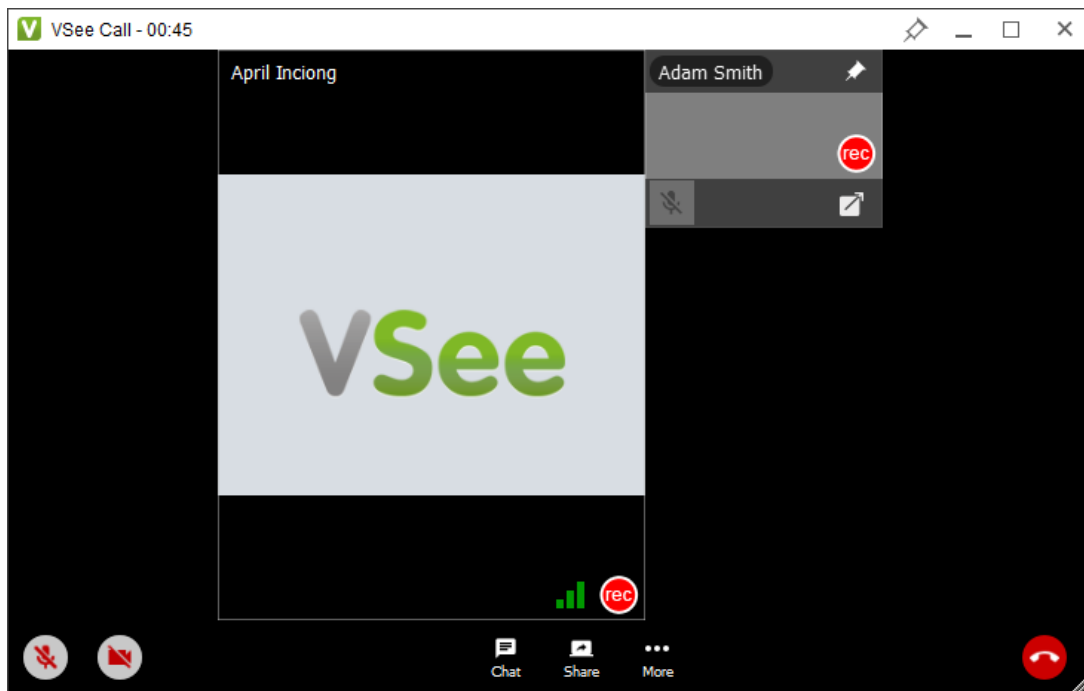 VSee Call - 00:45
April Inciong
Adam Smith
rec
VSee
rec
Chat
Share
More